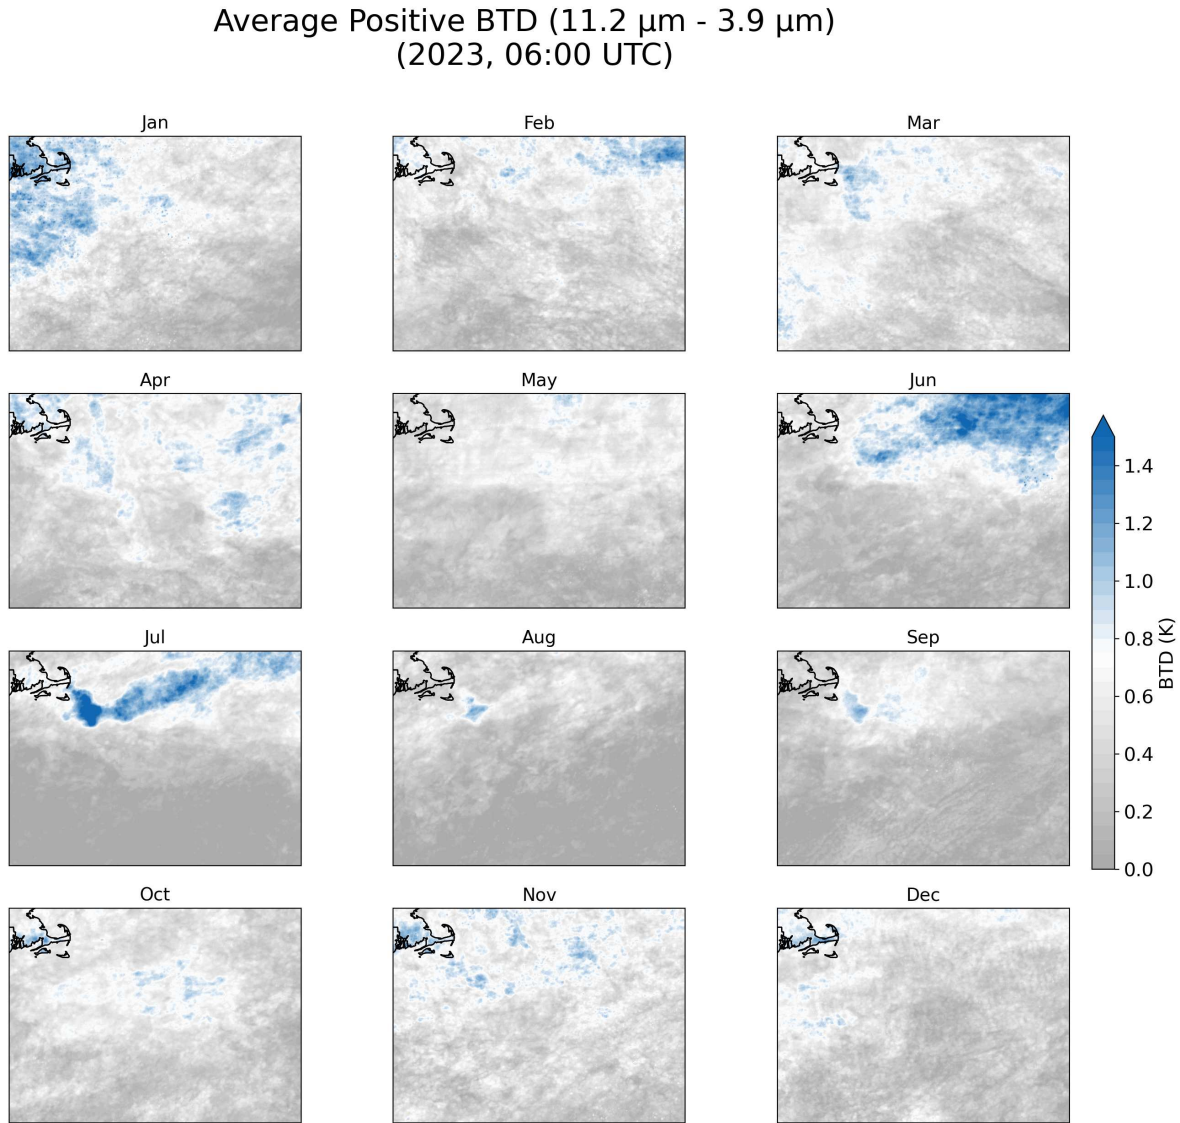 Average Positive BTD (11.2 µm - 3.9 µm)
(2023, 06:00 UTC)
Jan
Feb
Mar
Apr
May
Jun
Jul
Aug
Sep
Oct
Nov
Dec
1.4
1.2
1.0
0.8
0.6
0.4
0.2
0.0
BTD (K)